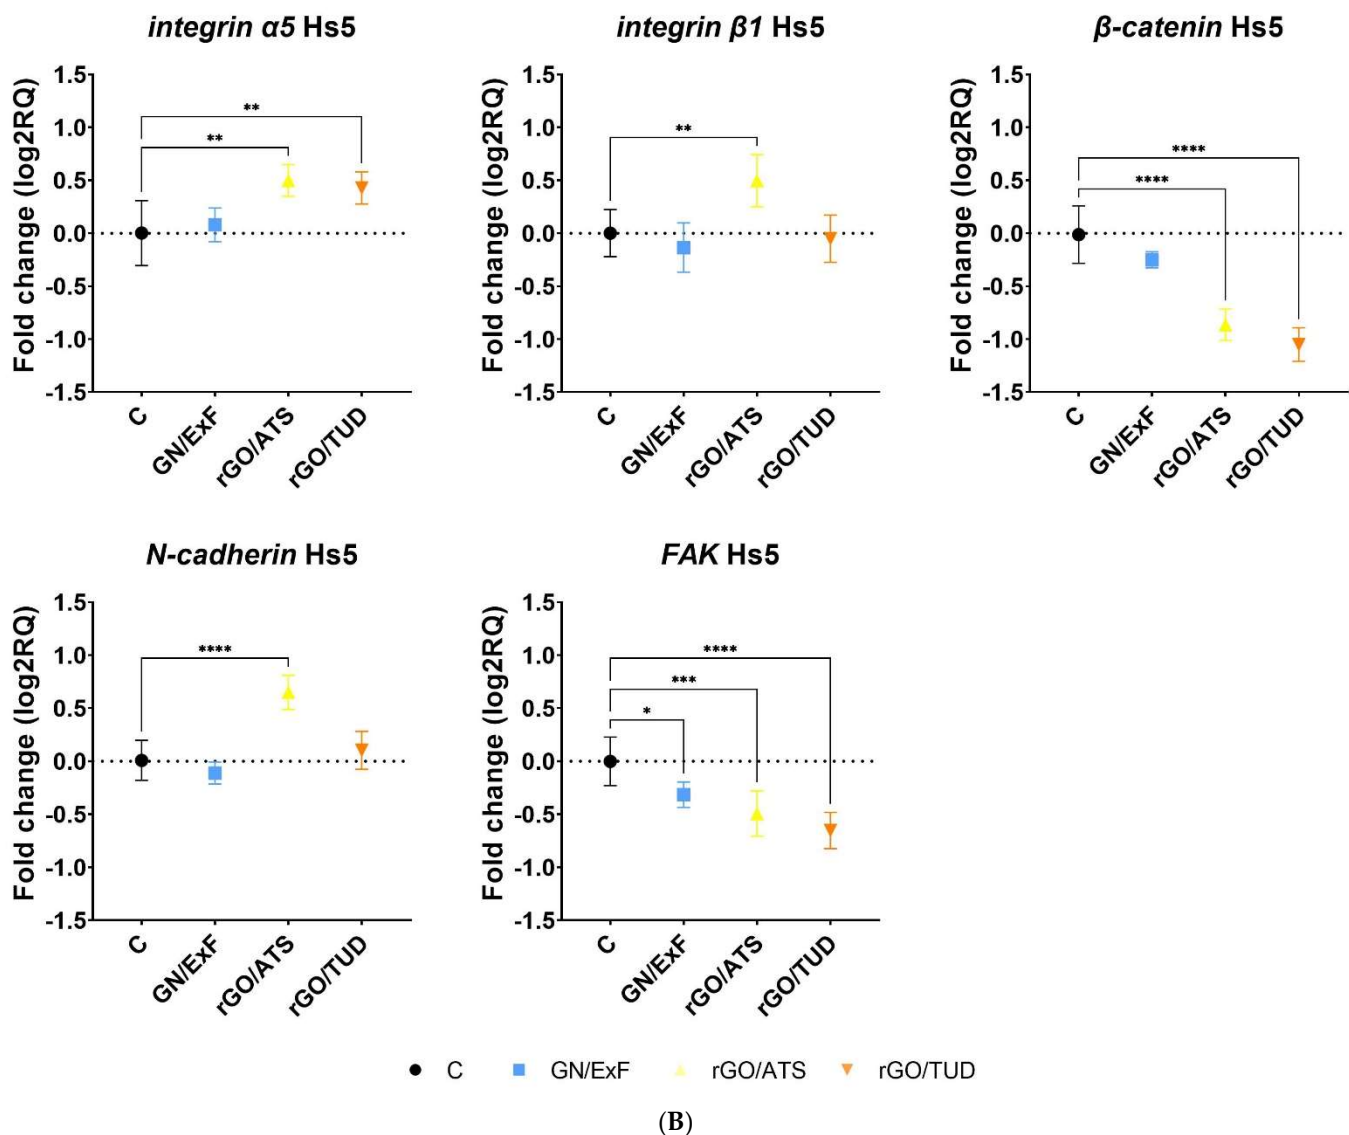 integrin α5 Hs5
Fold change (log2RQ)
1.5
1.0
0.5
0.0
-0.5
-1.0
-1.5
**
**
C
GN/ExF
rGO/ATS
rGO/TUD
integrin β1 Hs5
Fold change (log2RQ)
1.5
1.0
0.5
0.0
-0.5
-1.0
-1.5
**
C
GN/ExF
rGO/ATS
rGO/TUD
β-catenin Hs5
Fold change (log2RQ)
1.5
1.0
0.5
0.0
-0.5
-1.0
-1.5
****
****
C
GN/ExF
rGO/ATS
rGO/TUD
N-cadherin Hs5
Fold change (log2RQ)
1.5
1.0
0.5
0.0
-0.5
-1.0
-1.5
****
C
GN/ExF
rGO/ATS
rGO/TUD
FAK Hs5
Fold change (log2RQ)
1.5
1.0
0.5
0.0
-0.5
-1.0
-1.5
****
***
*
C
GN/ExF
rGO/ATS
rGO/TUD
C GN/ExF rGO/ATS rGO/TUD
(B)